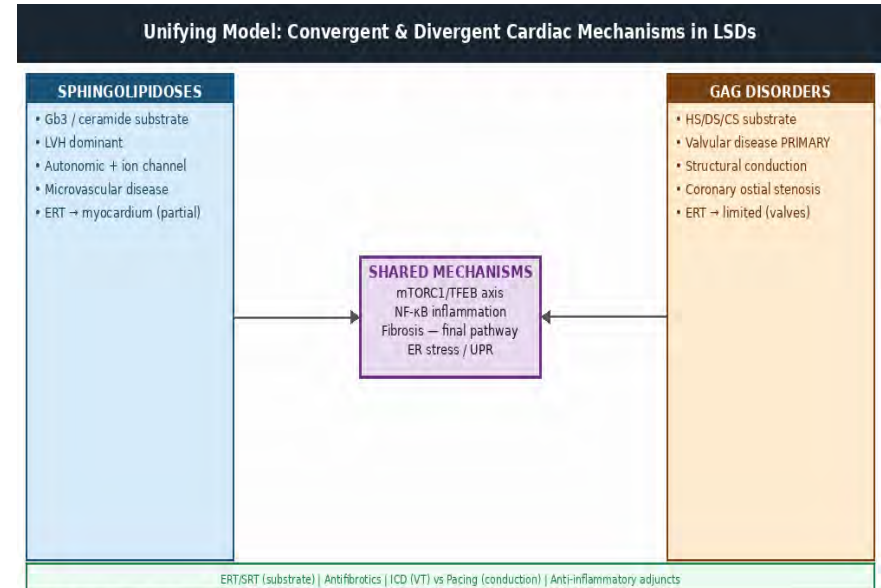 Unifying Model: Convergent & Divergent Cardiac Mechanisms in LSDs
SPHINGOLIPIDOSES
• Gb3 / ceramide substrate
• LVH dominant
• Autonomic + ion channel
• Microvascular disease
• ERT → myocardium (partial)
SHARED MECHANISMS
mTORC1/TFEB axis
NF-κB inflammation
Fibrosis — final pathway
ER stress / UPR
GAG DISORDERS
• HS/DS/CS substrate
• Valvular disease PRIMARY
• Structural conduction
• Coronary ostial stenosis
• ERT → limited (valves)
ERT/SRT (substrate) | Antifibrotics | ICD (VT) vs Pacing (conduction) | Anti-inflammatory adjuncts